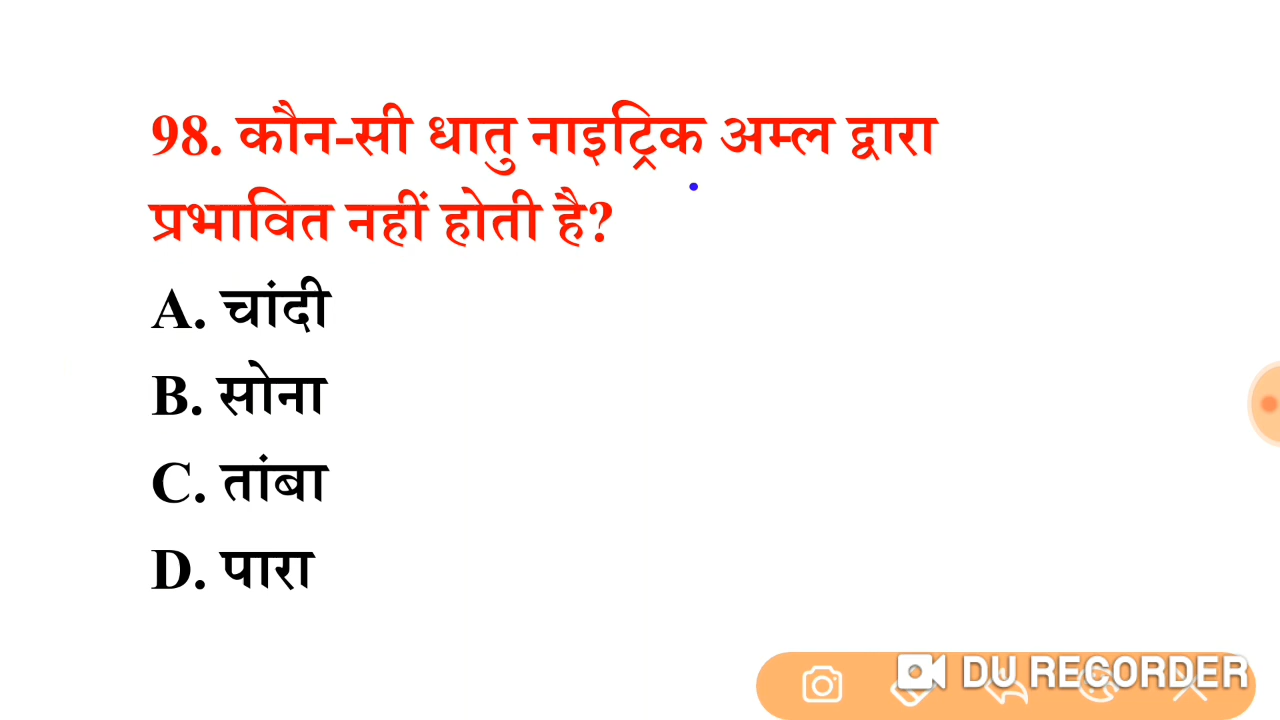 98. कौन-सी धातु नाइट्रिक अम्ल द्वारा
प्रभावित नहीं होती है?
A. चांदी
B. सोना
C. तांबा
D. पारा
DU RECORDER